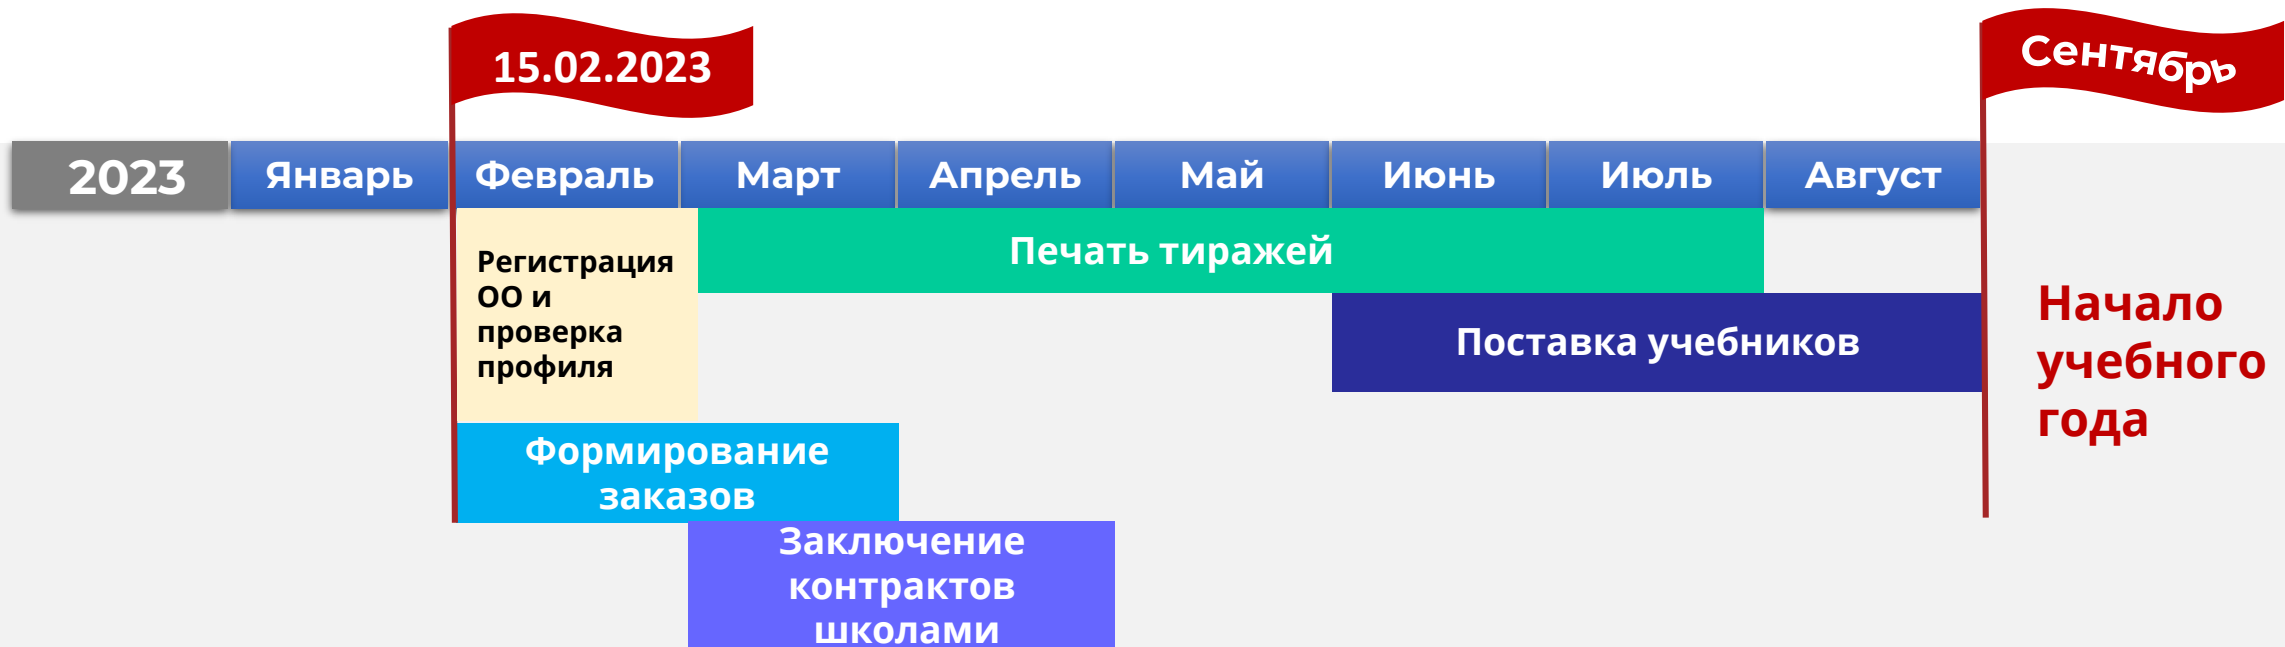 15.02.2023
Сентябрь
2023
Январь
Февраль
Март
Апрель
Май
Июнь
Июль
Август
Регистрация
ОО и
проверка
профиля
Печать тиражей
Поставка учебников
Начало
учебного
года
Формирование
заказов
Заключение
контрактов
школами